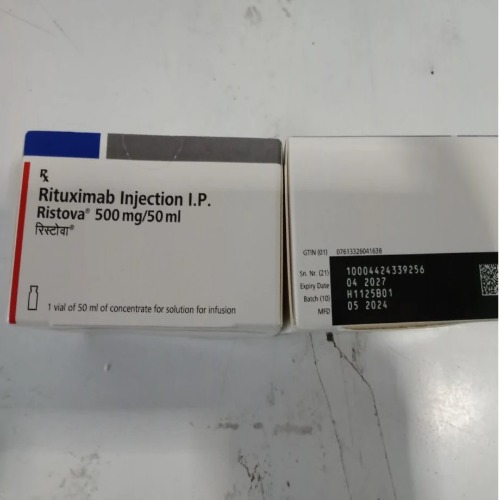 Rx
Rituximab Injection I.P.
Ristova® 500 mg/50 ml
रिस्टोवा®
1 vial of 50 ml of concentrate for solution for infusion
GTIN (01) 07613326041638
Sn. Nr. (21) 10004424339256
Expiry Date 04 2027
Batch (10) H1125B01
MFD 05 2024